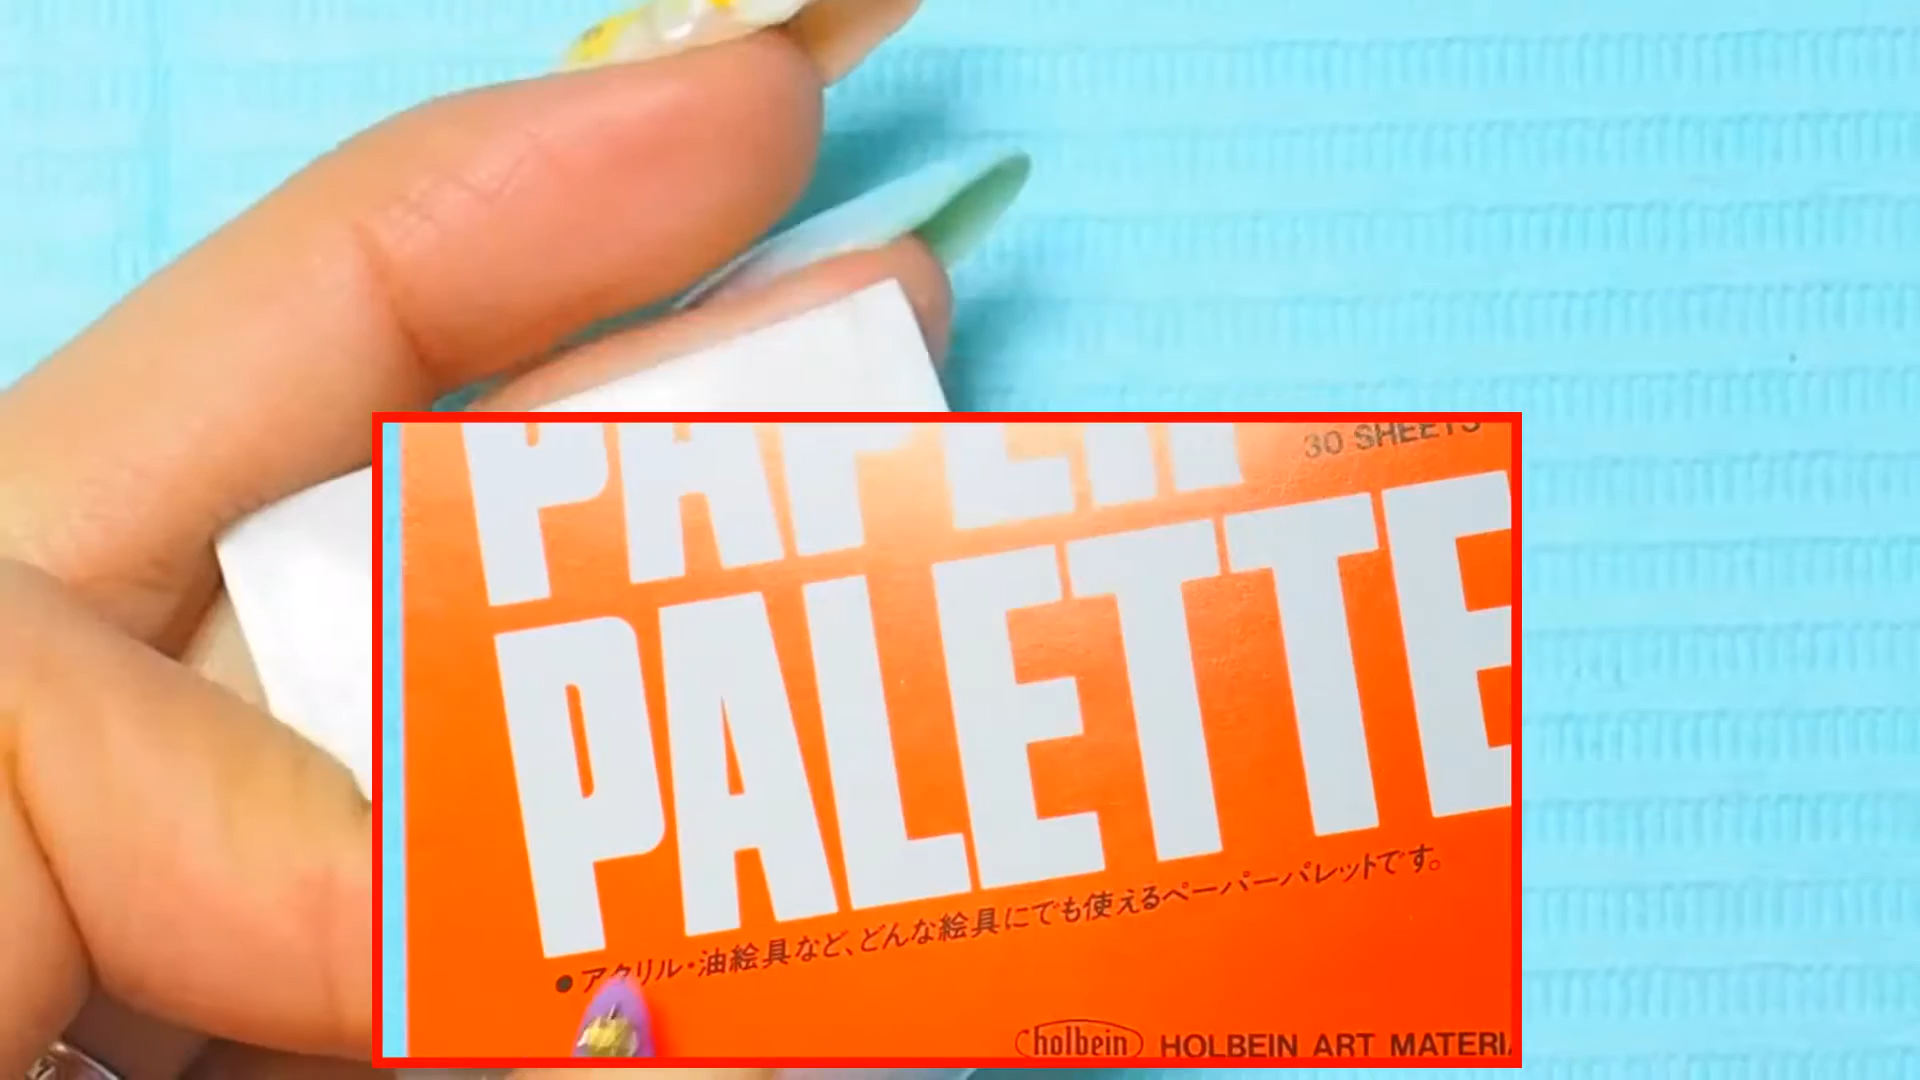 PAPER
30 SHEETS
PALETTE
●アクリル・油絵具など、どんな絵具にでも使えるペーパーパレットです。
holbein HOLBEIN ART MATERI